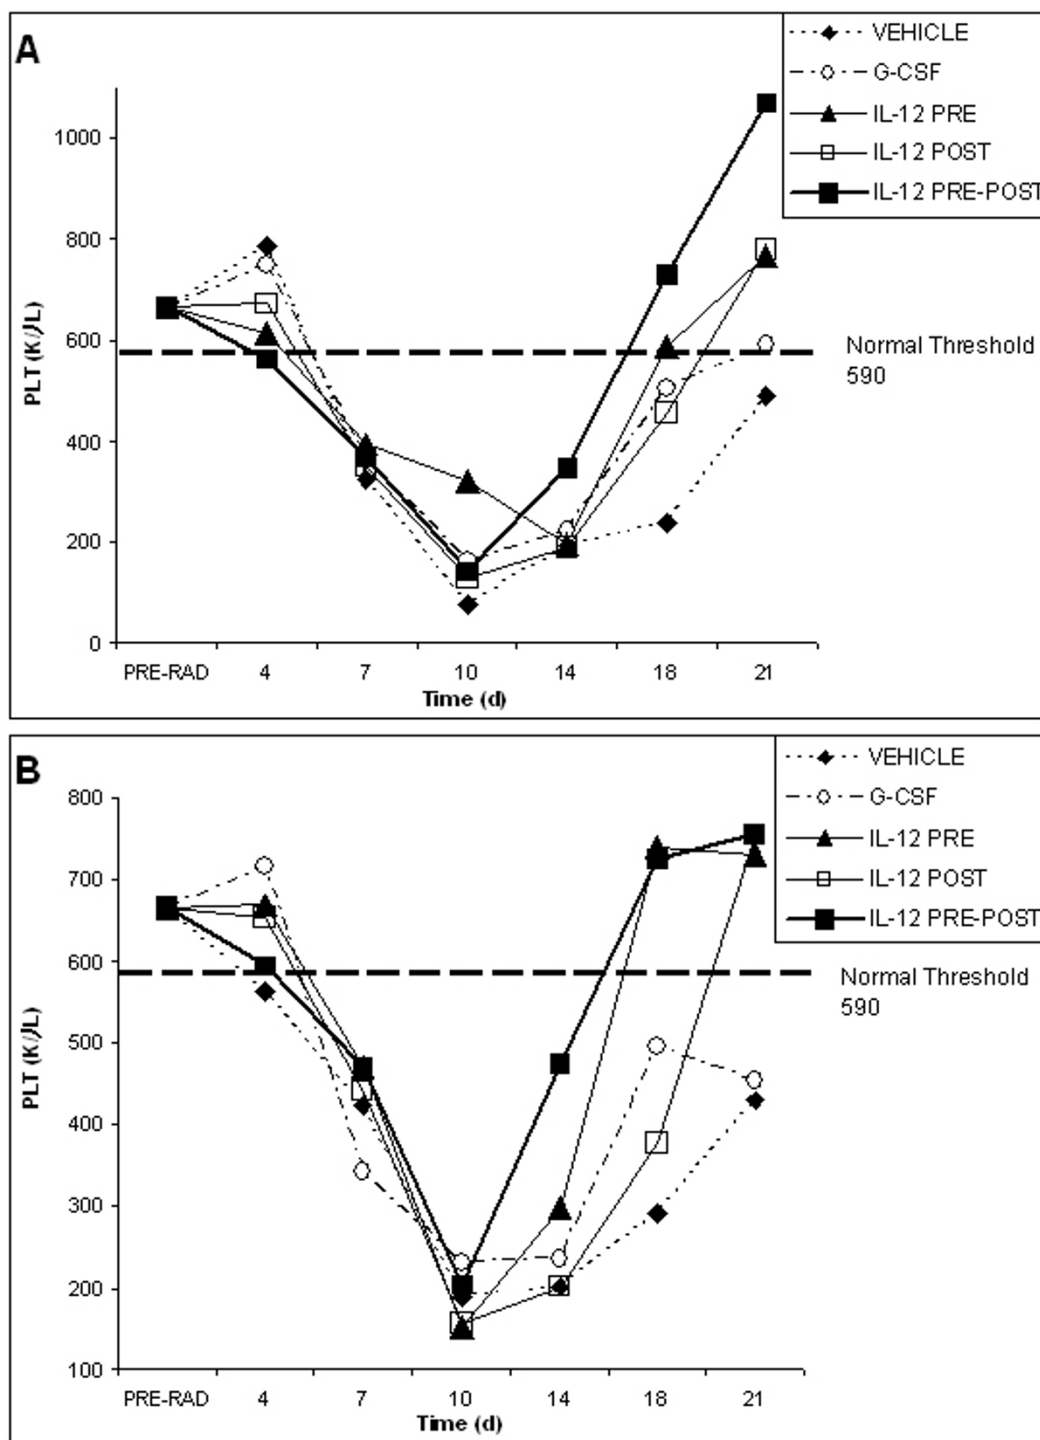 A
VEHICLE
G-CSF
IL-12 PRE
IL-12 POST
IL-12 PRE-POST
1000
800
600
400
200
0
PLT (K/µL)
Normal Threshold
590
PRE-RAD 4 7 10 14 18 21
Time (d)
B
VEHICLE
G-CSF
IL-12 PRE
IL-12 POST
IL-12 PRE-POST
800
700
600
500
400
300
200
100
PLT (K/µL)
Normal Threshold
590
PRE-RAD 4 7 10 14 18 21
Time (d)